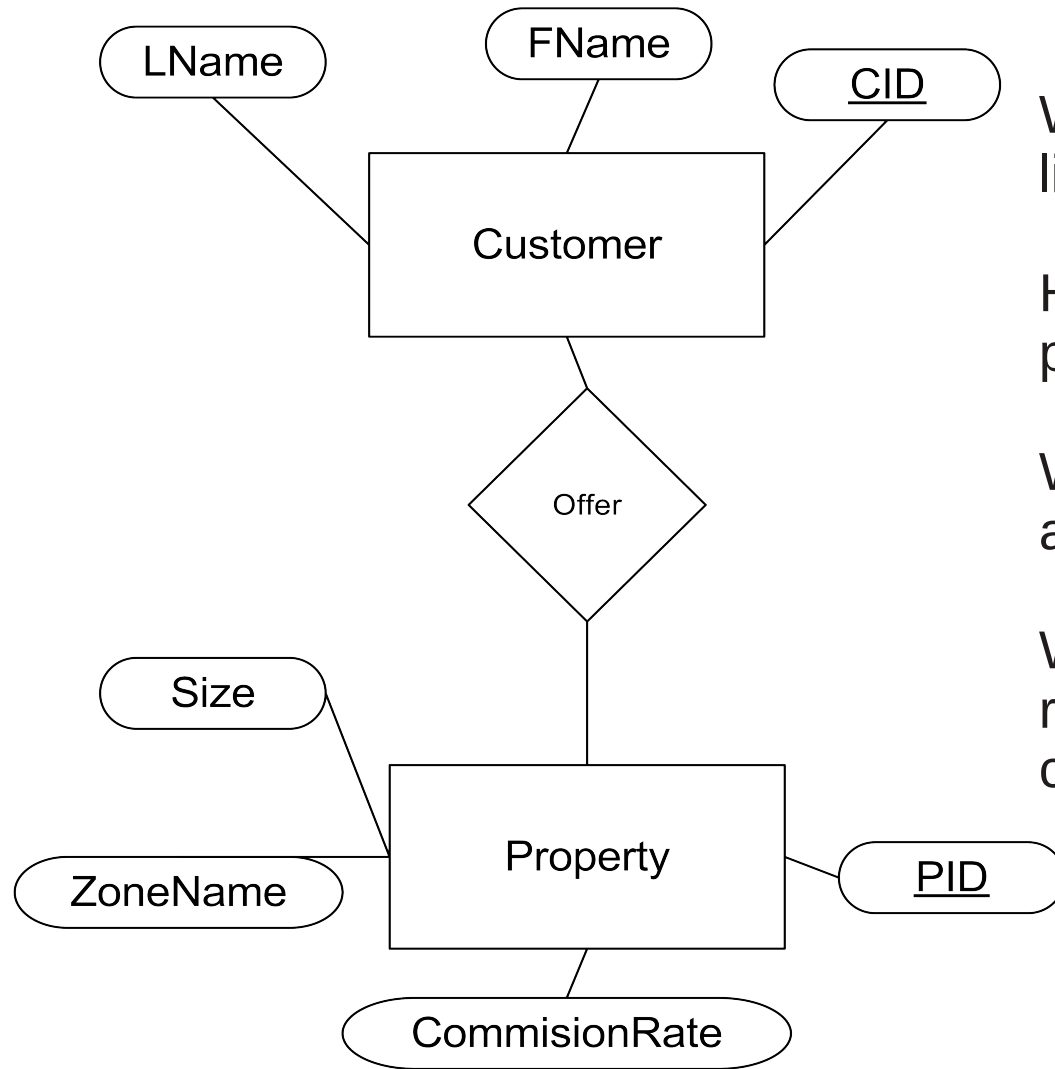 LName
FName
CID
Customer
Offer
Size
Property
ZoneName
PID
CommisionRate